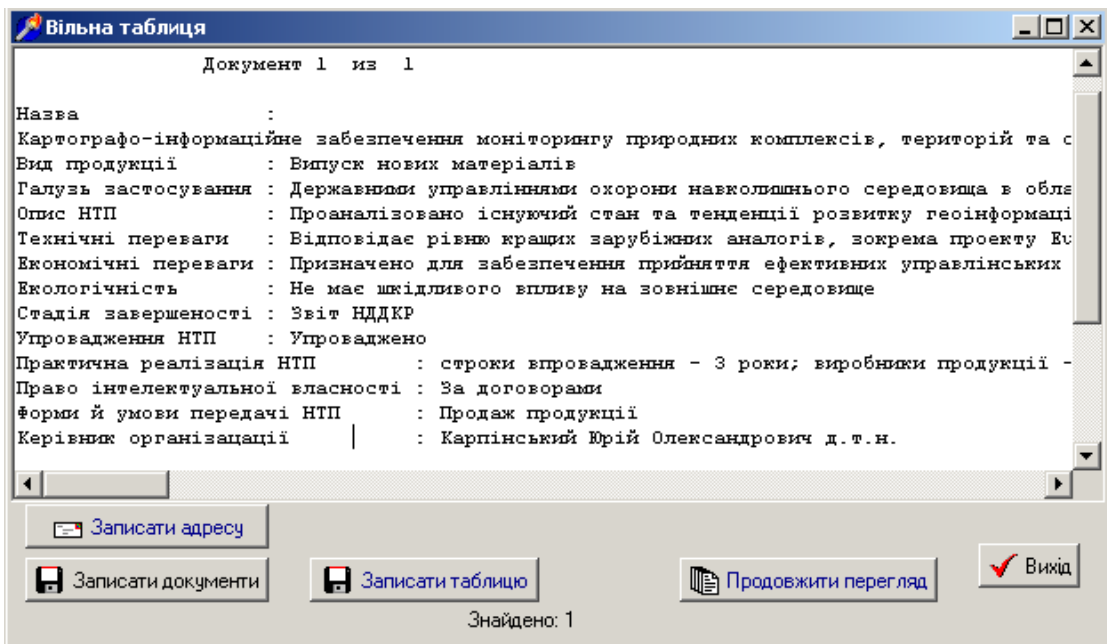 Вільна таблиця
Документ 1 из 1
Назва :
Картографо-інформаційне забезпечення моніторингу природних комплексів, територій та с
Вид продукції : Випуск нових матеріалів
Галузь застосування : Державними управліннями охорони навколишнього середовища в обла
Опис НТП : Проаналізовано існуючий стан та тенденції розвитку геоінформаці
Технічні переваги : Відповідає рівню кращих зарубіжних аналогів, зокрема проекту Eu
Економічні переваги : Призначено для забезпечення прийняття ефективних управлінських
Екологічність : Не має шкідливого впливу на зовнішнє середовище
Стадія завершеності : Звіт НДДКР
Упровадження НТП : Упроваджено
Практична реалізація НТП : строки впровадження - 3 роки; виробники продукції -
Право інтелектуальної власності : За договорами
Форми й умови передачі НТП : Продаж продукції
Керівник організацації : Карпінський Юрій Олександрович д.т.н.
Записати адресу
Записати документи Записати таблицю Продовжити перегляд Вихід
Знайдено: 1